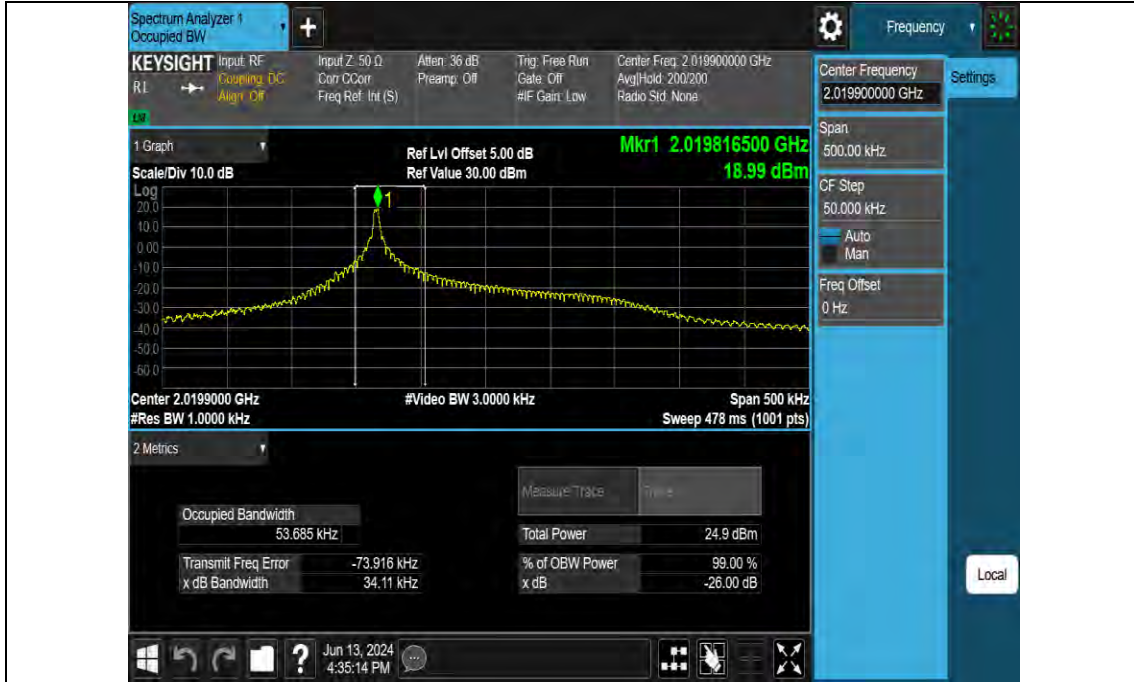 Spectrum Analyzer 1
Occupied BW
+
Frequency
KEYSIGHT Input: RF
R L
Coupling: DC
Align: Off
Input Z: 50 Ω
Corr CCorr
Freq Ref: Int (S)
Atten: 36 dB
Preamp: Off
Trig: Free Run
Gate: Off
#IF Gain: Low
Center Freq: 2.019900000 GHz
Avg|Hold: 200/200
Radio Std: None
Center Frequency
2.019900000 GHz
Settings
Span
500.00 kHz
CF Step
50.000 kHz
Auto
Man
Freq Offset
0 Hz
1 Graph
Scale/Div 10.0 dB
Ref Lvl Offset 5.00 dB
Ref Value 30.00 dBm
Mkr1 2.019816500 GHz
18.99 dBm
Log
1
20.0
10.0
0.00
-10.0
-20.0
-30.0
-40.0
-50.0
-60.0
Center 2.0199000 GHz
#Video BW 3.0000 kHz
Span 500 kHz
#Res BW 1.0000 kHz
Sweep 478 ms (1001 pts)
2 Metrics
Measure Trace
Occupied Bandwidth
53.685 kHz
Total Power 24.9 dBm
Transmit Freq Error -73.916 kHz
% of OBW Power 99.00 %
x dB Bandwidth 34.11 kHz
x dB -26.00 dB
Local
?
Jun 13, 2024
4:35:14 PM